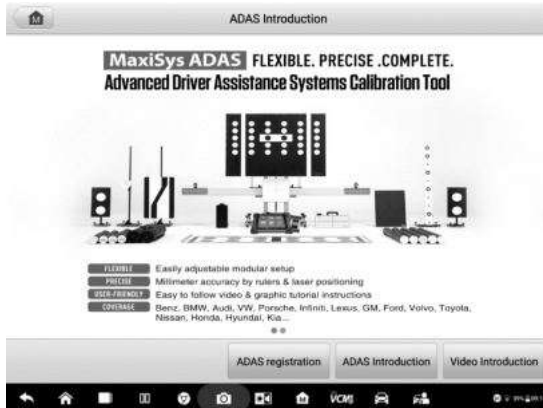 ADAS Introduction
MaxiSys ADAS FLEXIBLE. PRECISE .COMPLETE.
Advanced Driver Assistance Systems Calibration Tool
FLEXIBLE Easily adjustable modular setup
PRECISE Millimeter accuracy by rulers & laser positioning
USER-FRIENDLY Easy to follow video & graphic tutorial instructions
COVERAGE Benz, BMW, Audi, VW, Porsche, Infiniti, Lexus, GM, Ford, Volvo, Toyota,
Nissan, Honda, Hyundai, Kia...
ADAS registration ADAS Introduction Video Introduction
VCMI